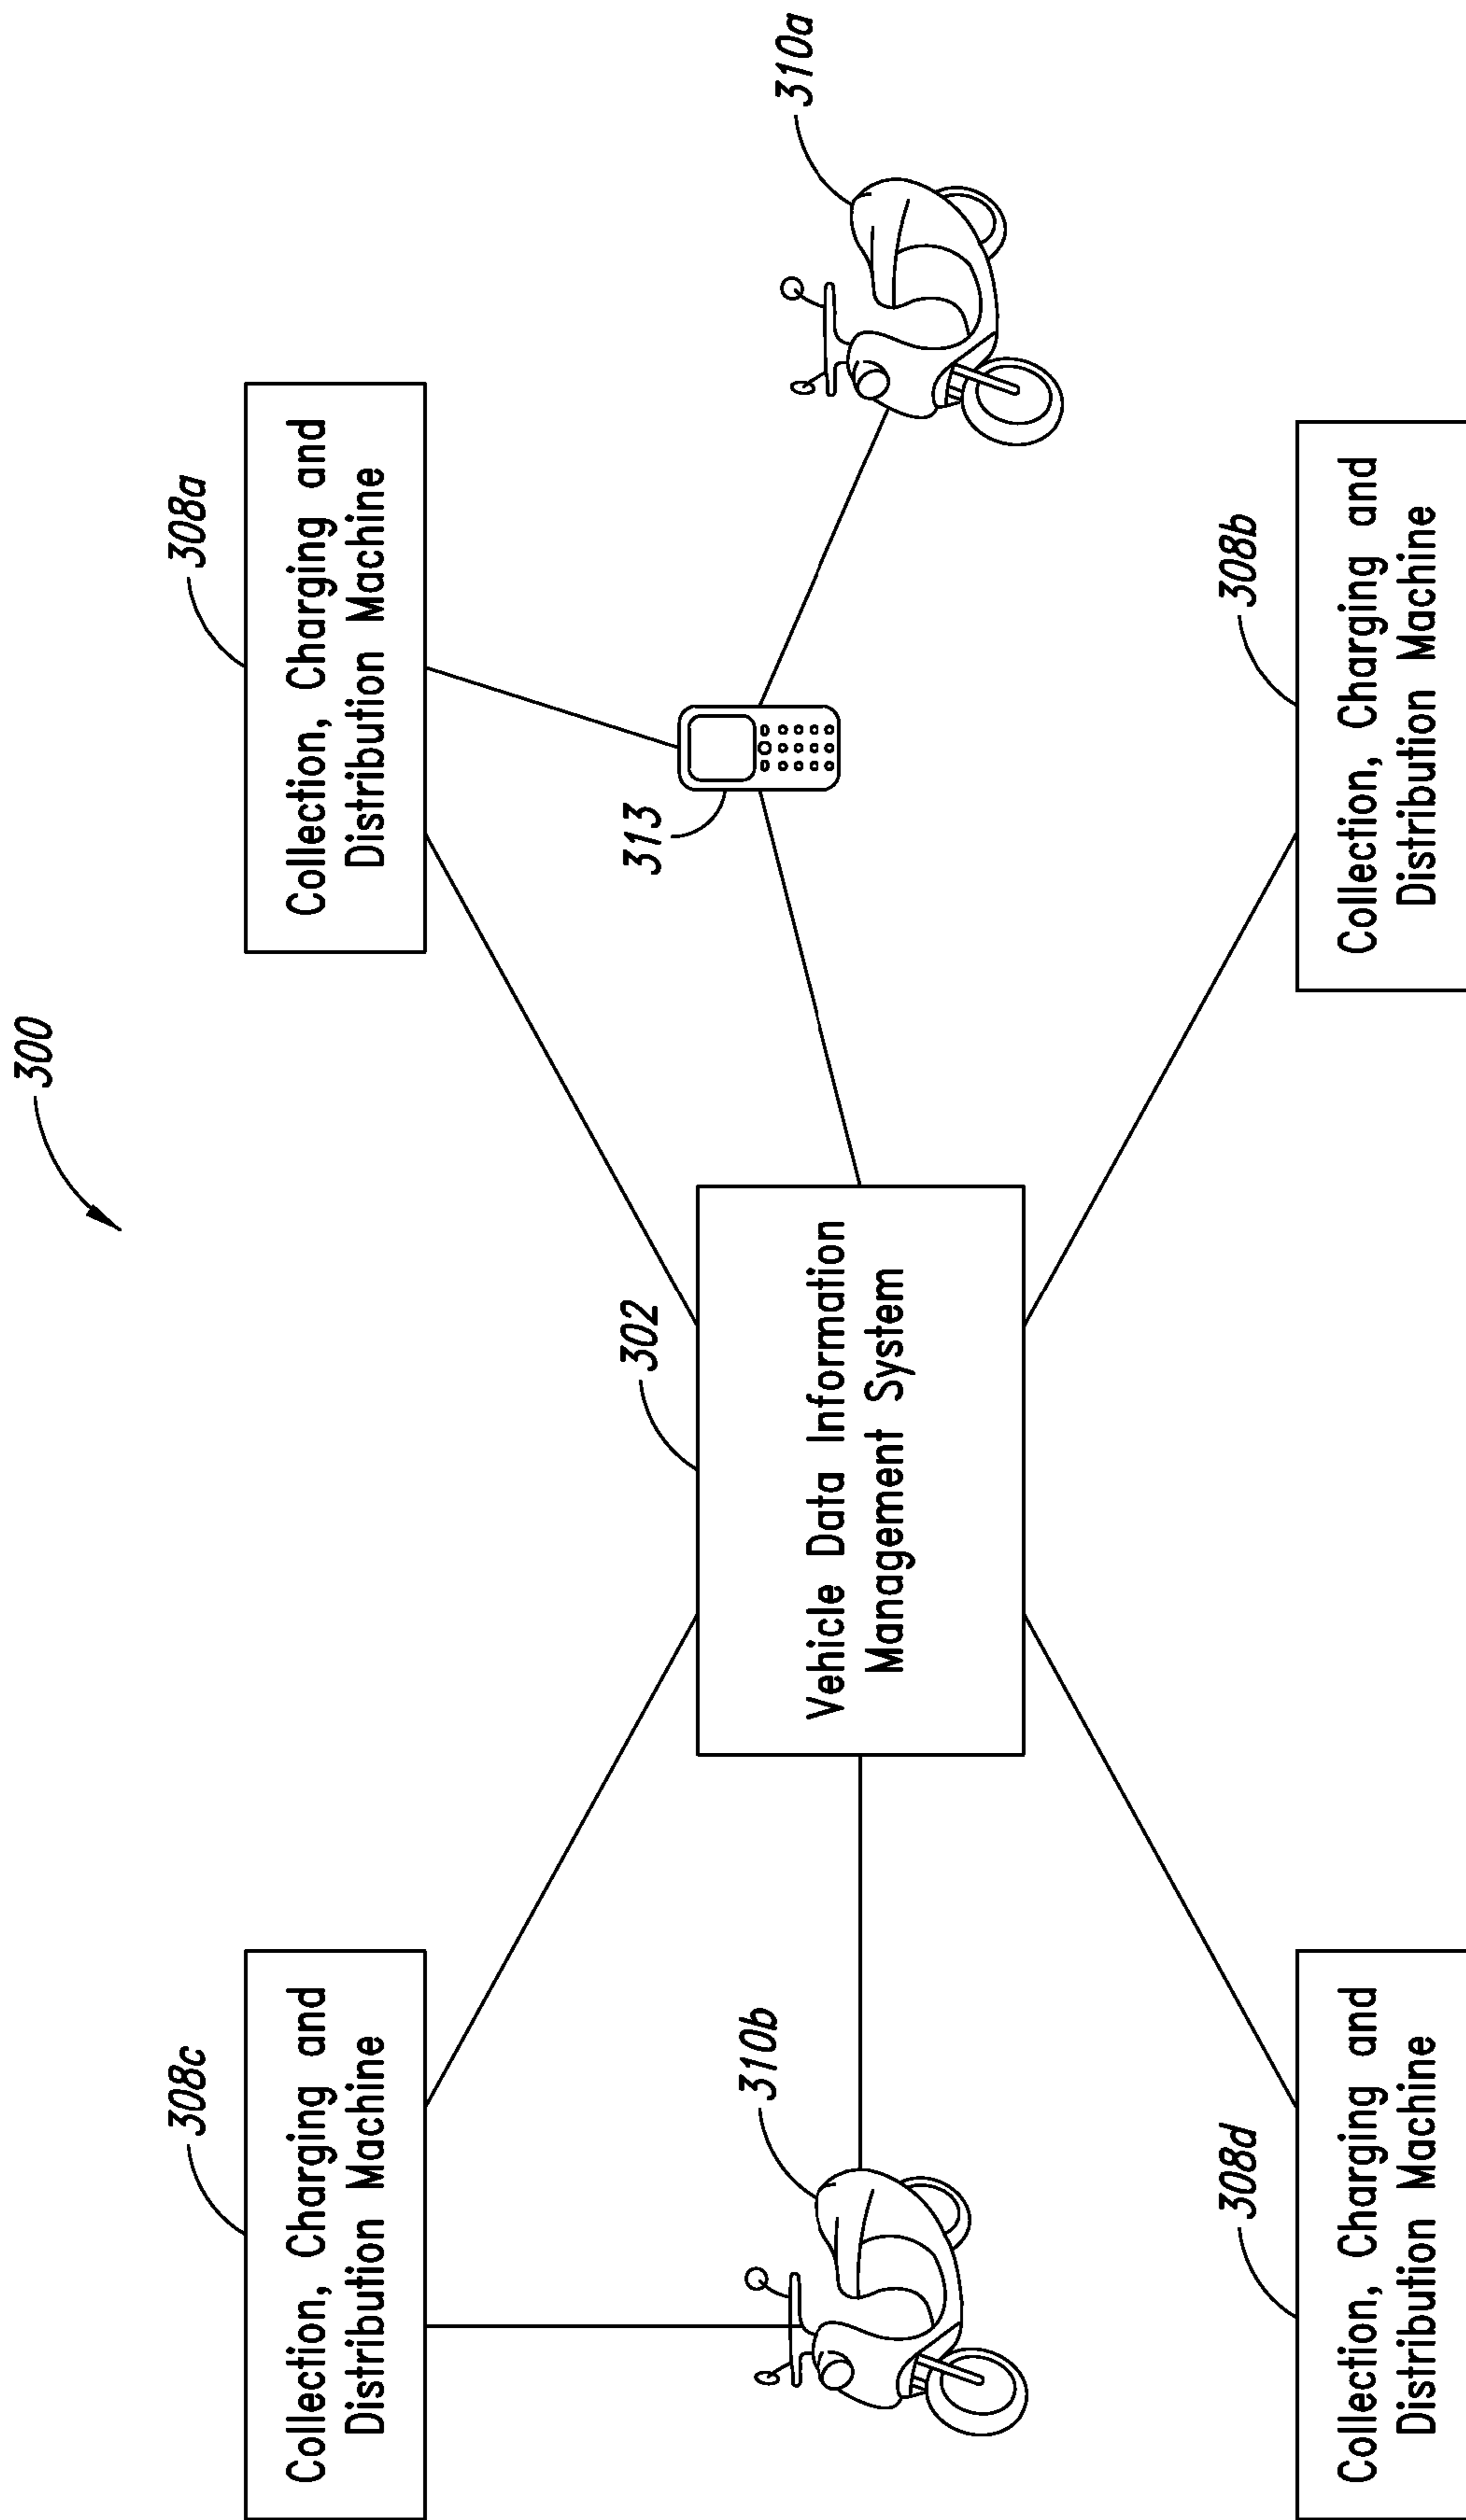 300
308c
Collection, Charging and
Distribution Machine
308a
Collection, Charging and
Distribution Machine
302
Vehicle Data Information
Management System
313
310b
310a
308d
Collection, Charging and
Distribution Machine
308b
Collection, Charging and
Distribution Machine